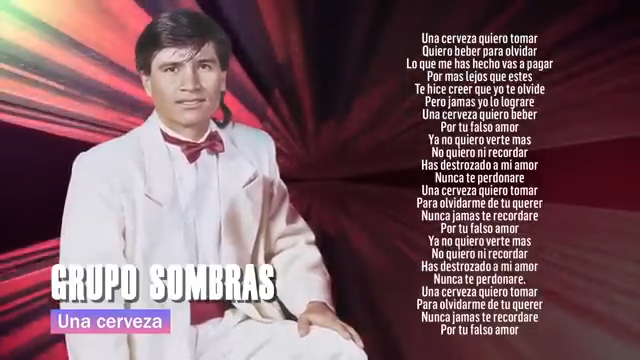 Una cerveza quiero tomar
Quiero beber para olvidar
Lo que me has hecho vas a pagar
Por mas lejos que estes
Te hice creer que yo te olvide
Pero jamas yo lo lograre
Una cerveza quiero beber
Por tu falso amor
Ya no quiero verte mas
No quiero ni recordar
Has destrozado a mi amor
Nunca te perdonare
Una cerveza quiero tomar
Para olvidarme de tu querer
Nunca jamas te recordare
Por tu falso amor
Ya no quiero verte mas
No quiero ni recordar
Has destrozado a mi amor
Nunca te perdonare.
Una cerveza quiero tomar
Para olvidarme de tu querer
Nunca jamas te recordare
Por tu falso amor
GRUPO SOMBRAS
Una cerveza